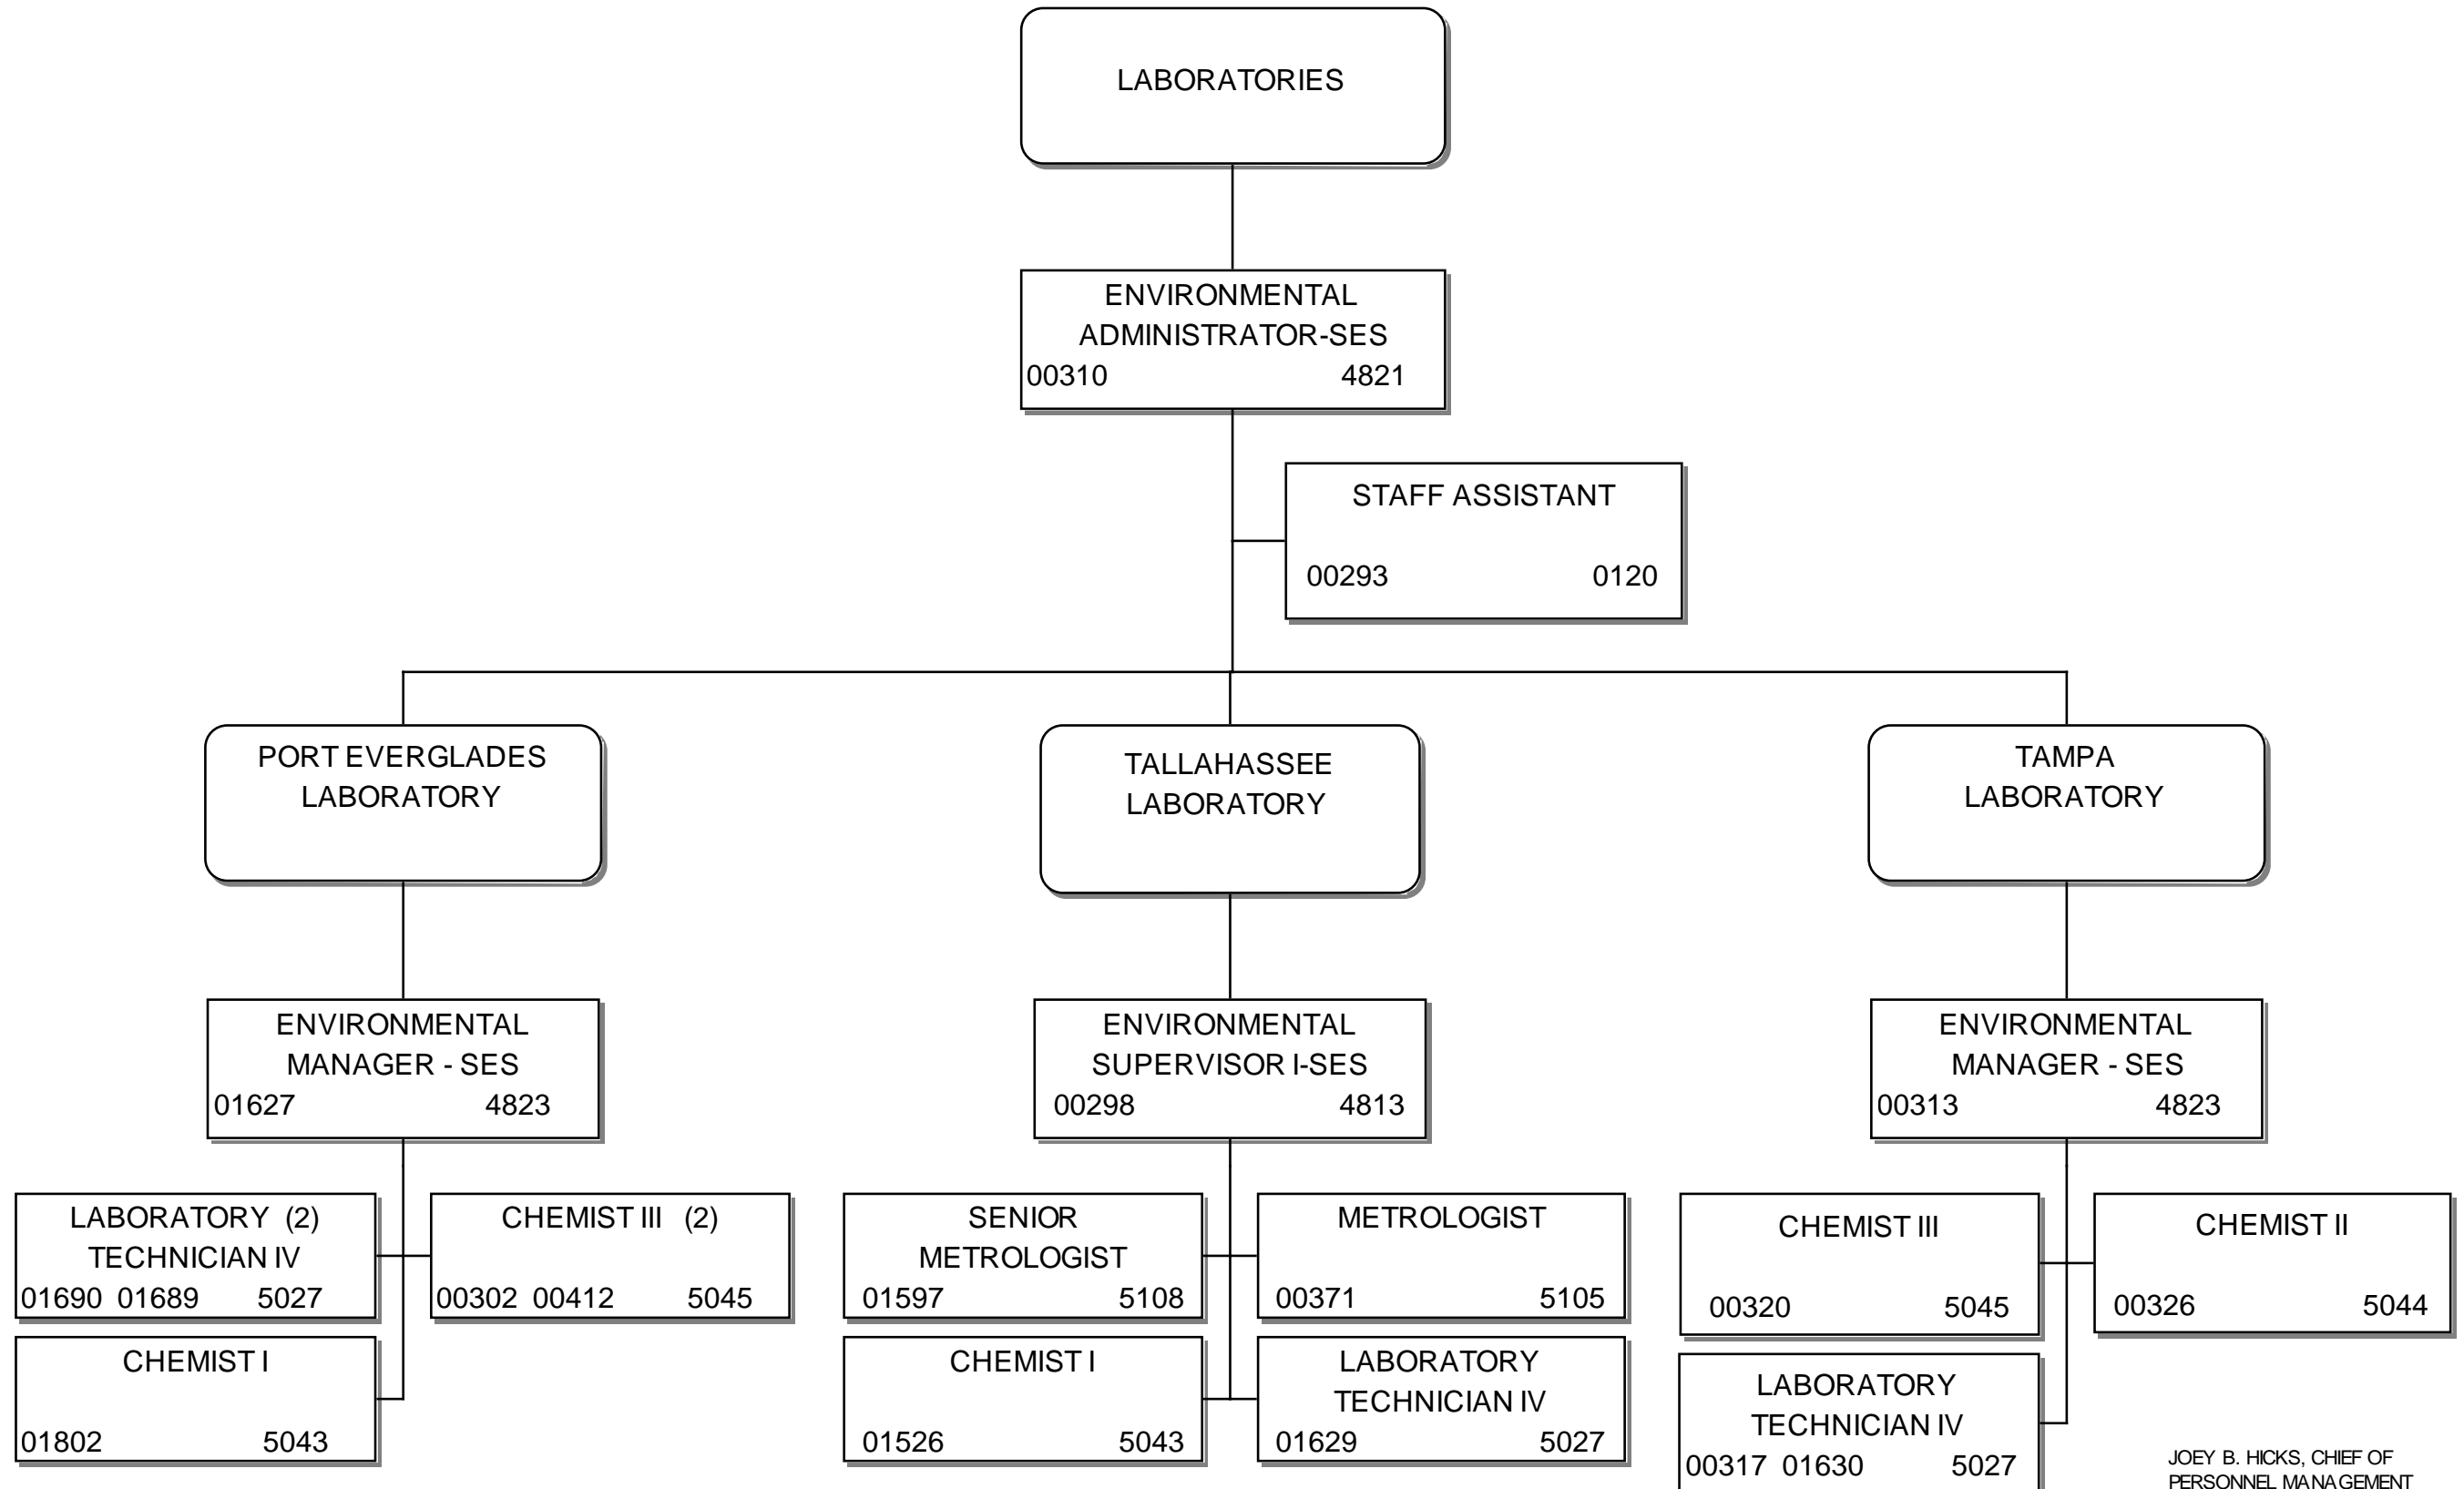 LABORATORIES
ENVIRONMENTAL
ADMINISTRATOR-SES
00310 4821
STAFF ASSISTANT
00293 0120
PORT EVERGLADES
LABORATORY
TALLAHASSEE
LABORATORY
TAMPA
LABORATORY
ENVIRONMENTAL
MANAGER - SES
01627 4823
ENVIRONMENTAL
SUPERVISOR I-SES
00298 4813
ENVIRONMENTAL
MANAGER - SES
00313 4823
LABORATORY (2)
TECHNICIAN IV
01690 01689 5027
CHEMIST III (2)
00302 00412 5045
CHEMIST I
01802 5043
SENIOR
METROLOGIST
01597 5108
METROLOGIST
00371 5105
CHEMIST I
01526 5043
LABORATORY
TECHNICIAN IV
01629 5027
CHEMIST III
00320 5045
CHEMIST II
00326 5044
LABORATORY
TECHNICIAN IV
00317 01630 5027
JOEY B. HICKS, CHIEF OF
PERSONNEL MANAGEMENT